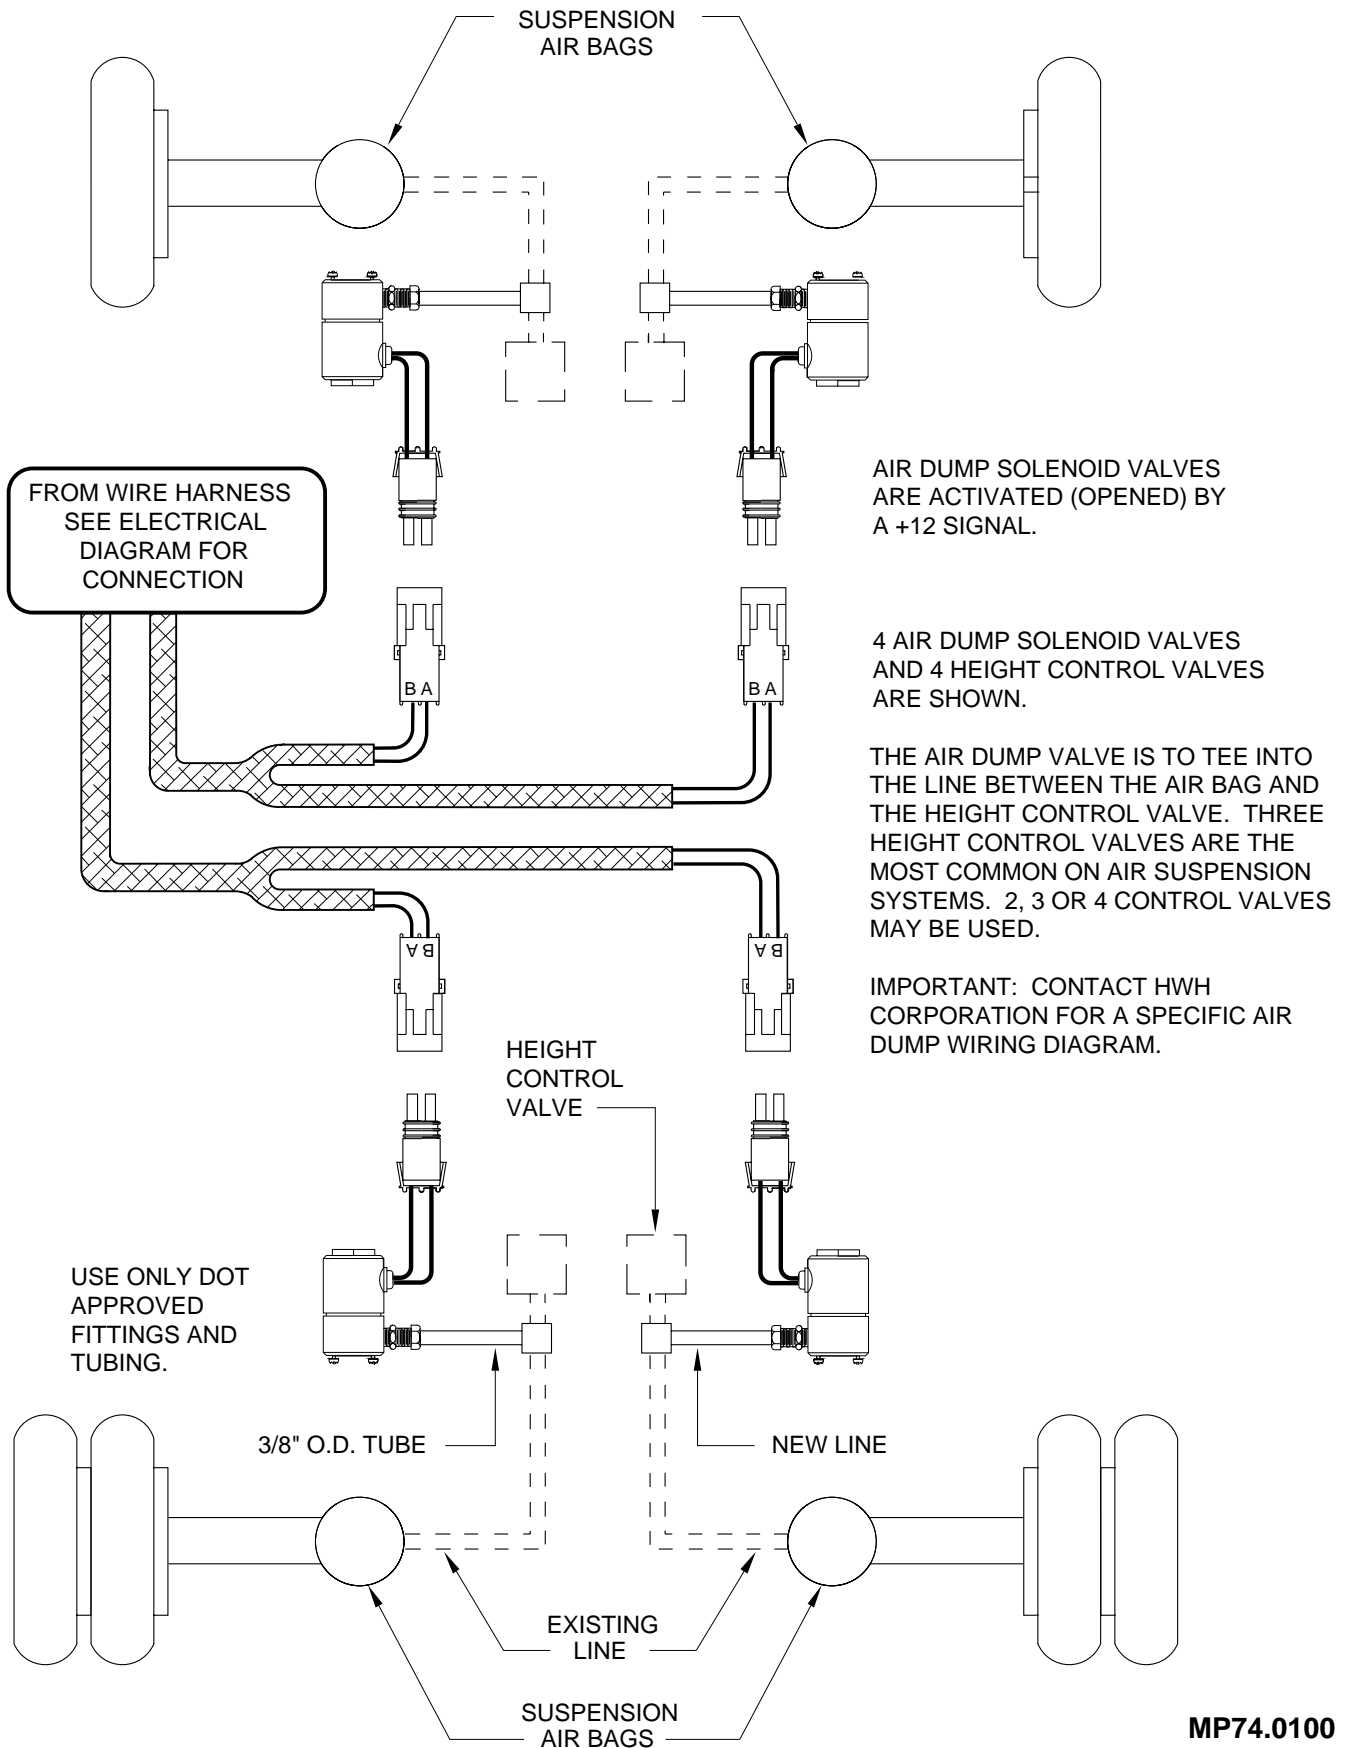 SUSPENSION
AIR BAGS
AIR DUMP SOLENOID VALVES
ARE ACTIVATED (OPENED) BY
A +12 SIGNAL.
FROM WIRE HARNESS
SEE ELECTRICAL
DIAGRAM FOR
CONNECTION
4 AIR DUMP SOLENOID VALVES
AND 4 HEIGHT CONTROL VALVES
ARE SHOWN.
B A
B A
THE AIR DUMP VALVE IS TO TEE INTO
THE LINE BETWEEN THE AIR BAG AND
THE HEIGHT CONTROL VALVE.  THREE
HEIGHT CONTROL VALVES ARE THE
MOST COMMON ON AIR SUSPENSION
SYSTEMS.  2, 3 OR 4 CONTROL VALVES
MAY BE USED.
B A
B A
IMPORTANT:  CONTACT HWH
CORPORATION FOR A SPECIFIC AIR
DUMP WIRING DIAGRAM.
HEIGHT
CONTROL
VALVE
USE ONLY DOT
APPROVED
FITTINGS AND
TUBING.
3/8" O.D. TUBE
NEW LINE
EXISTING
LINE
SUSPENSION
AIR BAGS
MP74.0100